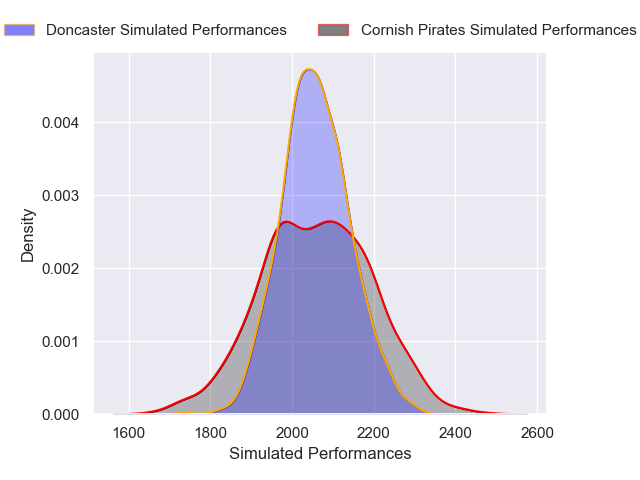 Doncaster Simulated Performances
Cornish Pirates Simulated Performances
0.004
0.003
0.002
0.001
0.000
Density
1600
1800
2000
2200
2400
2600
Simulated Performances